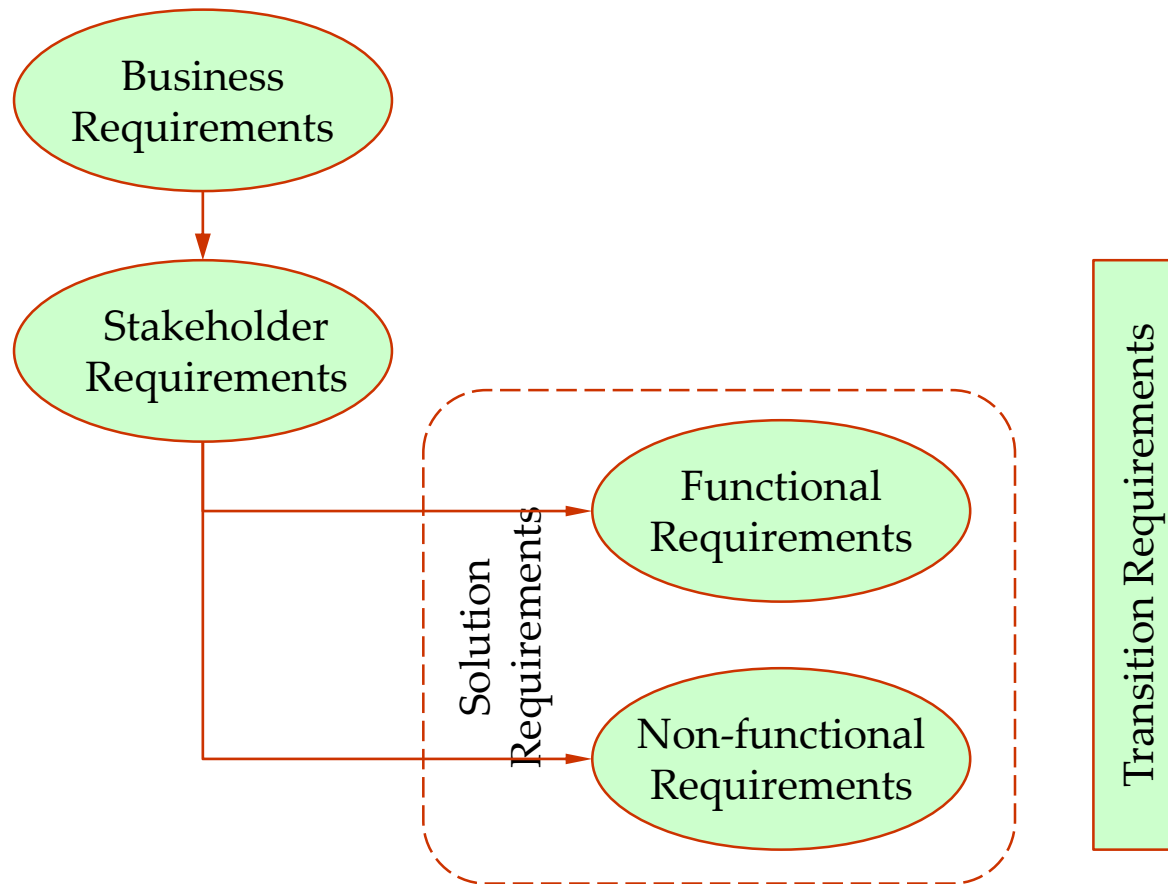 Business
Requirements
Stakeholder
Requirements
Functional
Requirements
Solution
Requirements
Non-functional
Requirements
Transition Requirements